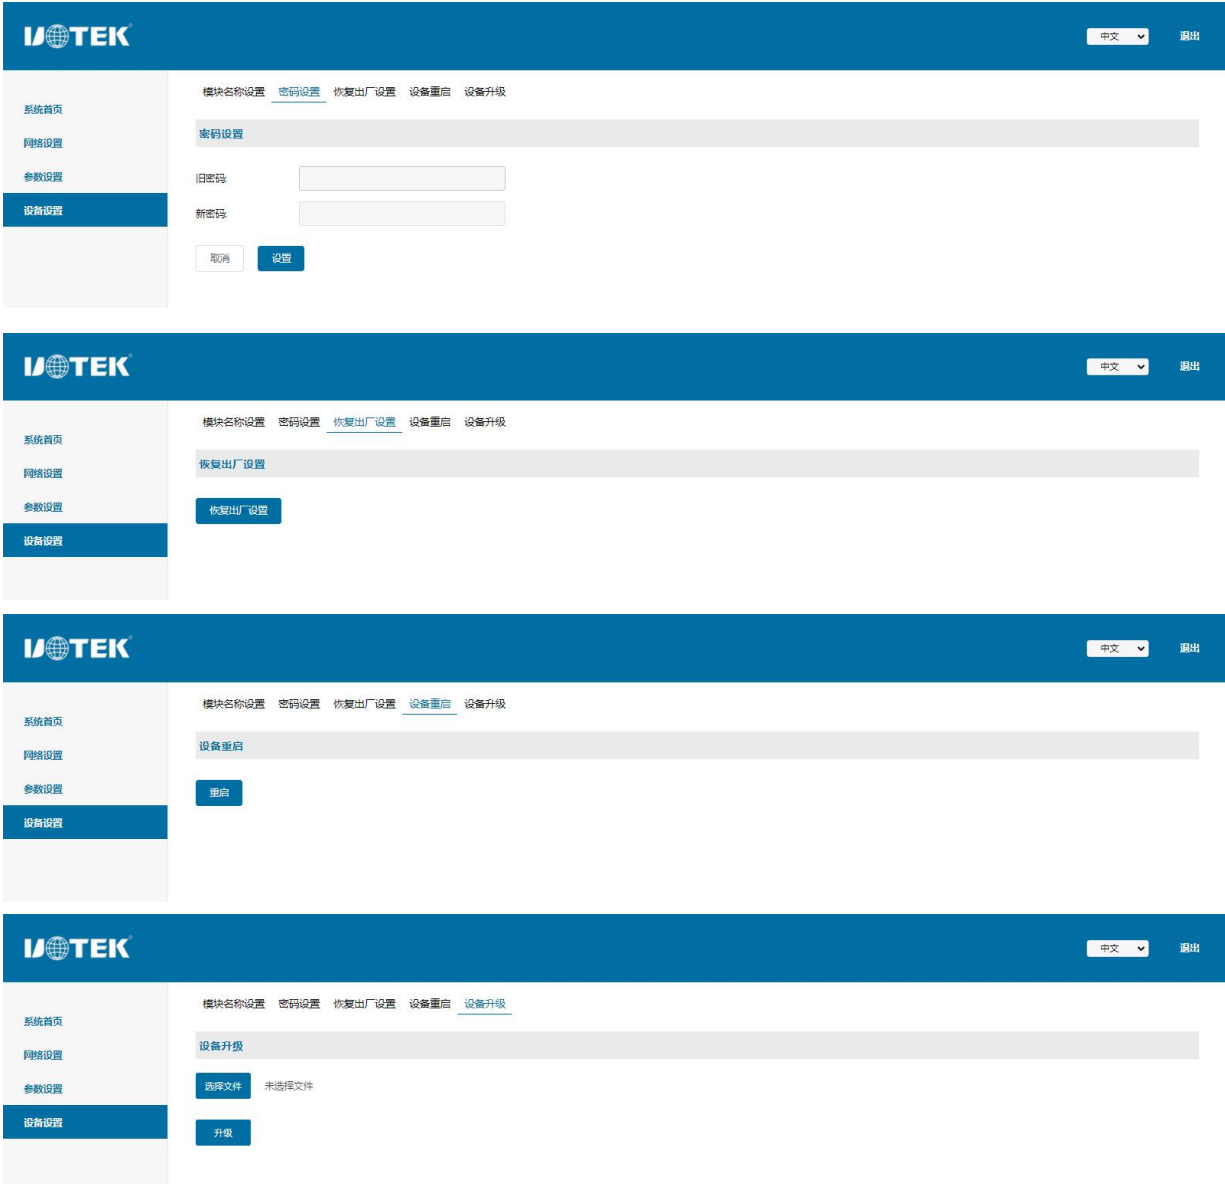 UTEK®
中文
退出
模块名称设置 密码设置 恢复出厂设置 设备重启 设备升级
系统首页
网络设置
参数设置
设备设置
密码设置
旧密码:
新密码:
取消 设置
UTEK®
中文
退出
模块名称设置 密码设置 恢复出厂设置 设备重启 设备升级
系统首页
网络设置
参数设置
设备设置
恢复出厂设置
恢复出厂设置
UTEK®
中文
退出
模块名称设置 密码设置 恢复出厂设置 设备重启 设备升级
系统首页
网络设置
参数设置
设备设置
设备重启
重启
UTEK®
中文
退出
模块名称设置 密码设置 恢复出厂设置 设备重启 设备升级
系统首页
网络设置
参数设置
设备设置
设备升级
选择文件 未选择文件
升级